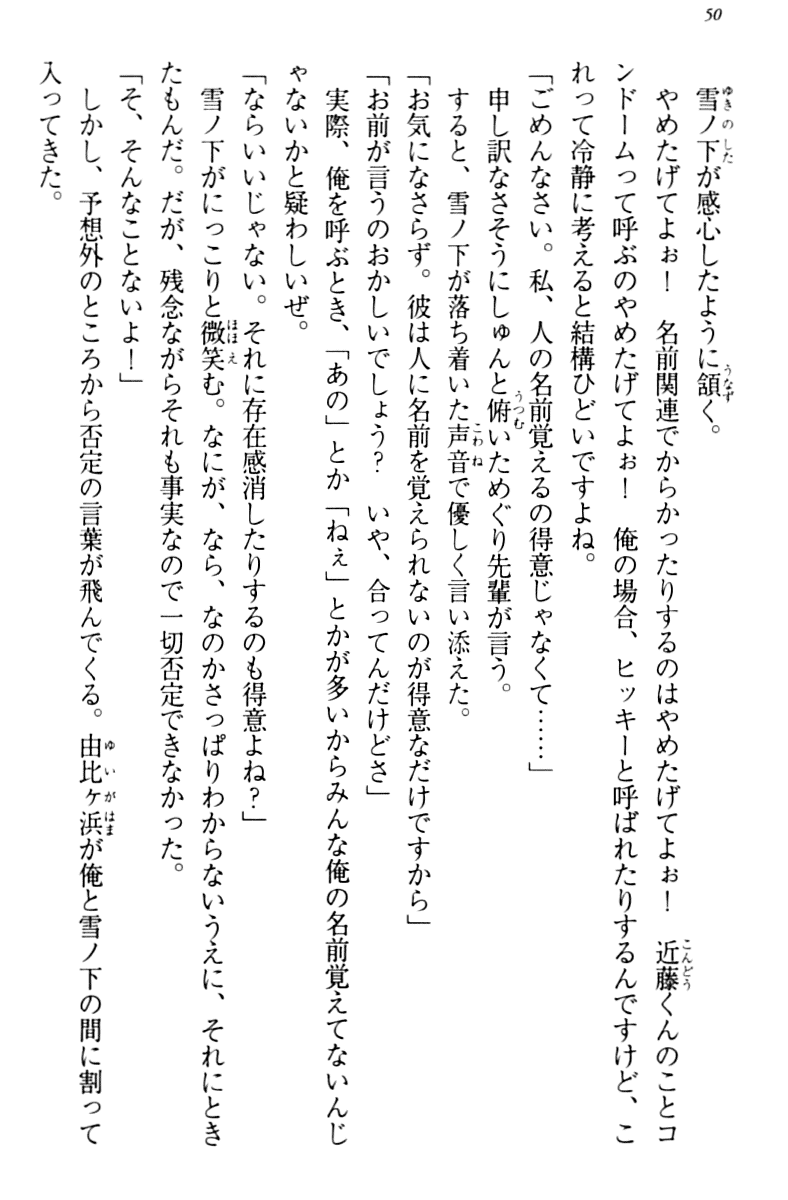 50
雪ノ下が感心したように頷く。
やめたげてよぉ！　名前関連でからかったりするのはやめたげてよぉ！　近藤くんのことコ
ンドームって呼ぶのやめたげてよぉ！　俺の場合、ヒッキーと呼ばれたりするんですけど、こ
れって冷静に考えると結構ひどいですよね。
「ごめんなさい。私、人の名前覚えるの得意じゃなくて……」
申し訳なさそうにしゅんと俯いためぐり先輩が言う。
すると、雪ノ下が落ち着いた声音で優しく言い添えた。
「お気になさらず。彼は人に名前を覚えられないのが得意なだけですから」
「お前が言うのおかしいでしょう？　いや、合ってんだけどさ」
実際、俺を呼ぶとき、「あの」とか「ねぇ」とかが多いからみんな俺の名前覚えてないんじ
ゃないかと疑わしいぜ。
「ならいいじゃない。それに存在感消したりするのも得意よね？」
雪ノ下がにっこりと微笑む。なにが、なら、なのかさっぱりわからないうえに、それにとき
たもんだ。だが、残念ながらそれも事実なので一切否定できなかった。
「そ、そんなことないよ！」
しかし、予想外のところから否定の言葉が飛んでくる。由比ヶ浜が俺と雪ノ下の間に割って
入ってきた。